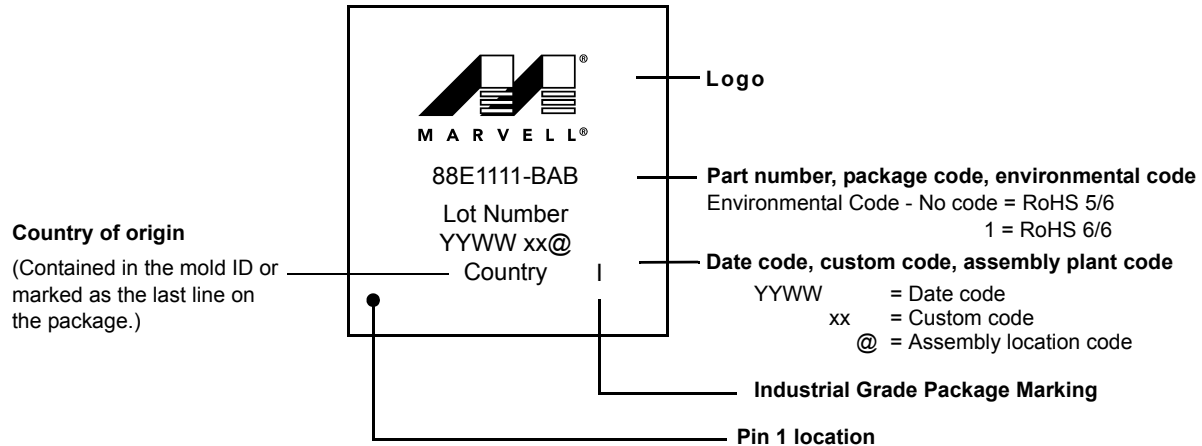 ®
MARVELL®
88E1111-BAB
Lot Number
YYWW xx@
Country I
Logo
Part number, package code, environmental code
Environmental Code - No code = RoHS 5/6
1 = RoHS 6/6
Date code, custom code, assembly plant code
YYWW = Date code
xx = Custom code
@ = Assembly location code
Industrial Grade Package Marking
Pin 1 location
Country of origin
(Contained in the mold ID or
marked as the last line on
the package.)